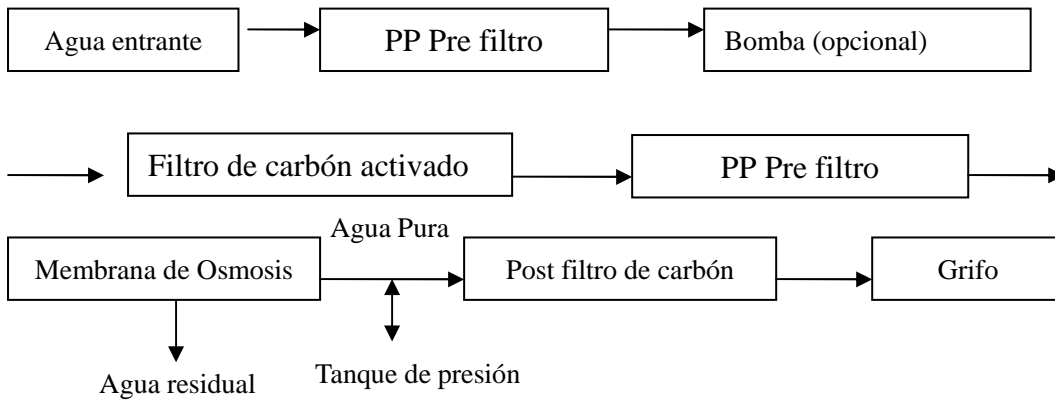 Agua entrante
PP Pre filtro
Bomba (opcional)
Filtro de carbón activado
PP Pre filtro
Agua Pura
Membrana de Osmosis
Post filtro de carbón
Grifo
Agua residual
Tanque de presión